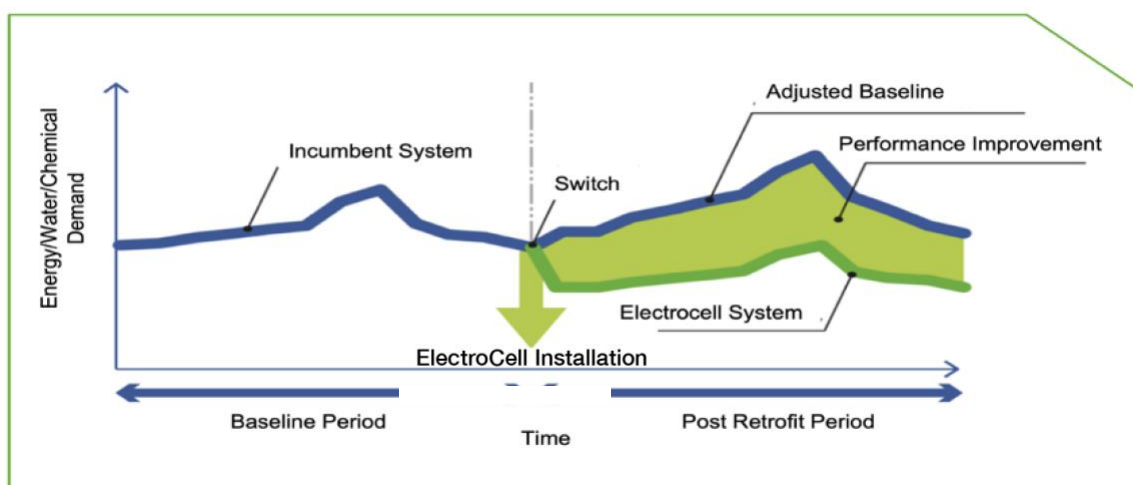 Energy/Water/Chemical
Demand
Incumbent System
Switch
Adjusted Baseline
Performance Improvement
Electrocell System
ElectroCell Installation
Baseline Period
Post Retrofit Period
Time